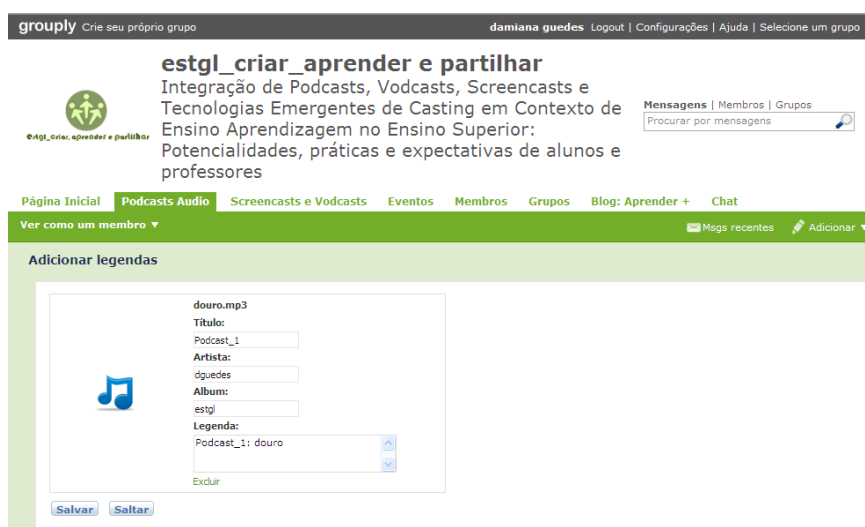 grouply Crie seu próprio grupo
damiana guedes Logout | Configurações | Ajuda | Selecione um grupo
estgl_criar_aprender e partilhar
Integração de Podcasts, Vodcasts, Screencasts e
Tecnologias Emergentes de Casting em Contexto de
Ensino Aprendizagem no Ensino Superior:
Potencialidades, práticas e expectativas de alunos e
professores
estgl_criar, aprender e partilhar
Mensagens | Membros | Grupos
Procurar por mensagens
Página Inicial Podcasts Audio Screencasts e Vodcasts Eventos Membros Grupos Blog: Aprender + Chat
Ver como um membro ▼
Msgs recentes Adicionar ▼
Adicionar legendas
douro.mp3
Título:
Podcast_1
Artista:
dguedes
Album:
estgl
Legenda:
Podcast_1: douro
Excluir
Salvar Saltar